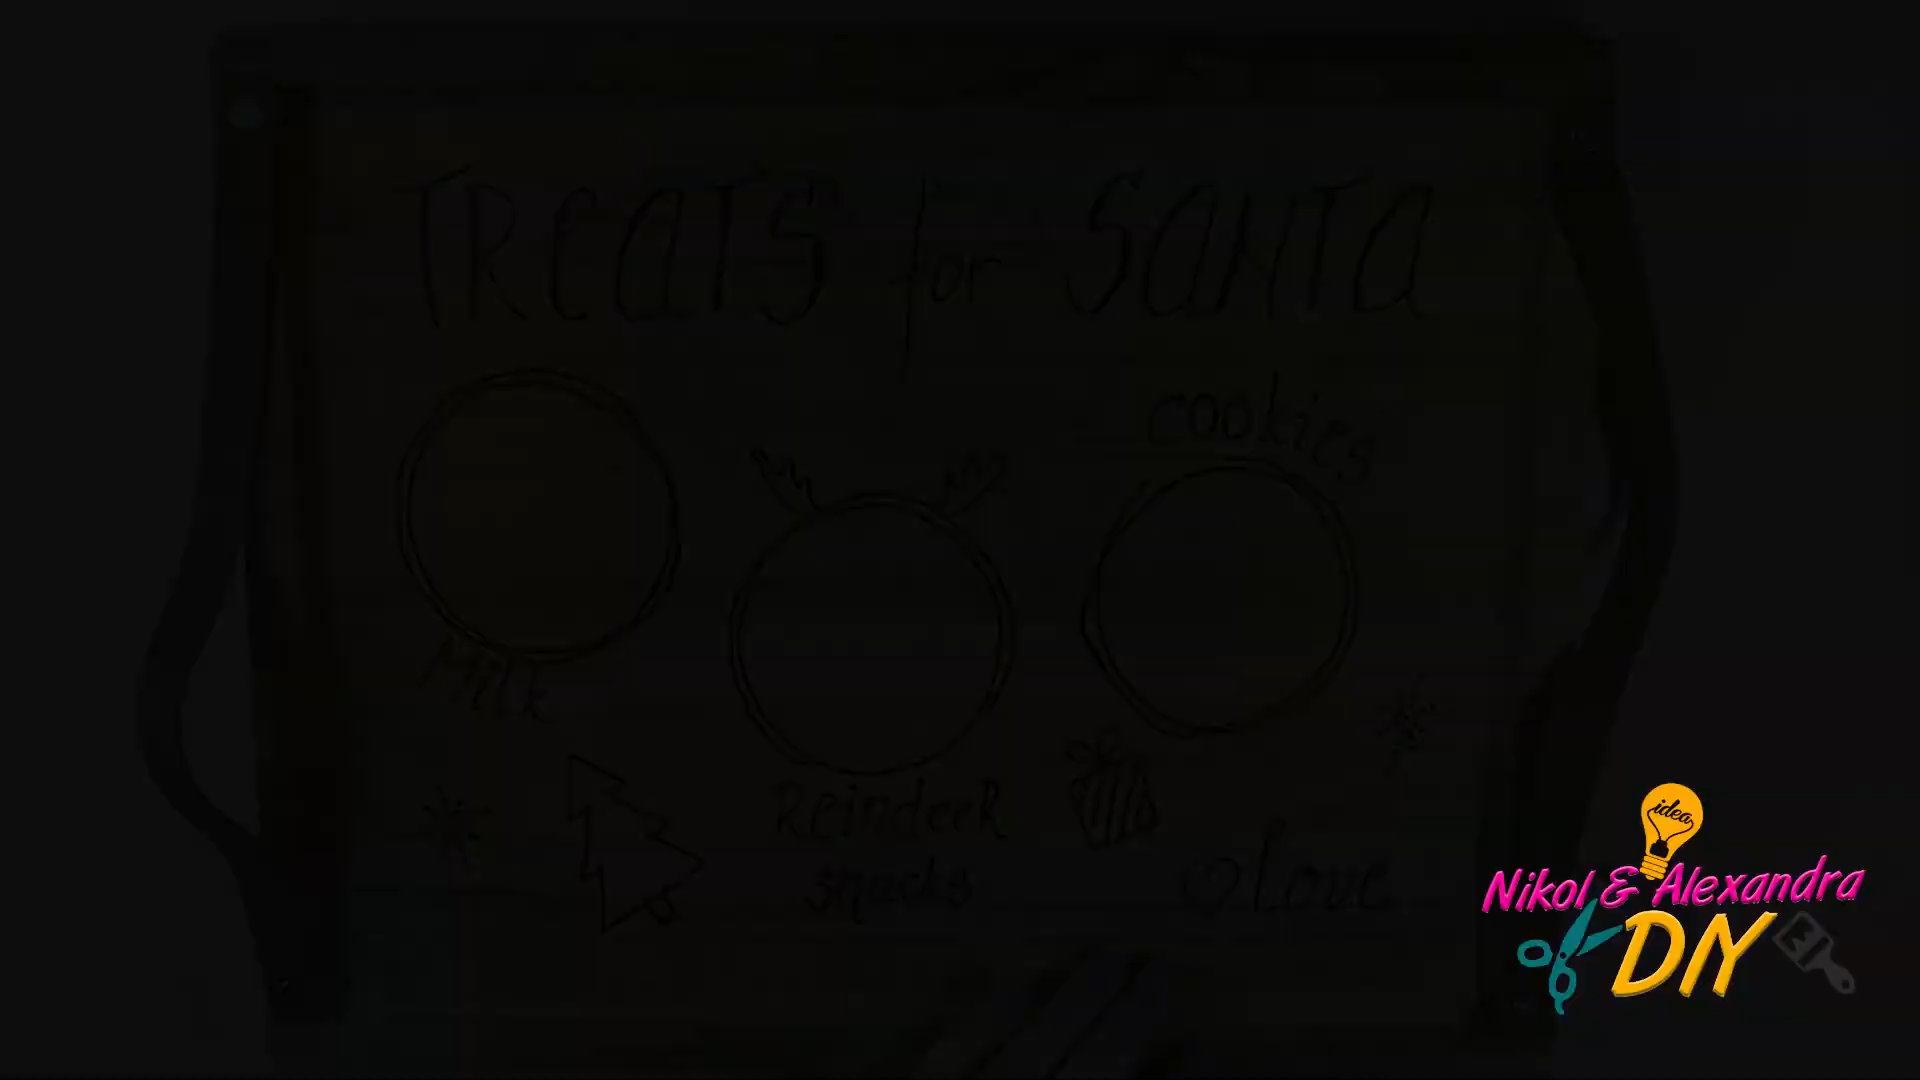 TREATS for SANTA
cookies
Milk
Reindeer
snacks
Love
idea
Nikol & Alexandra
DIY